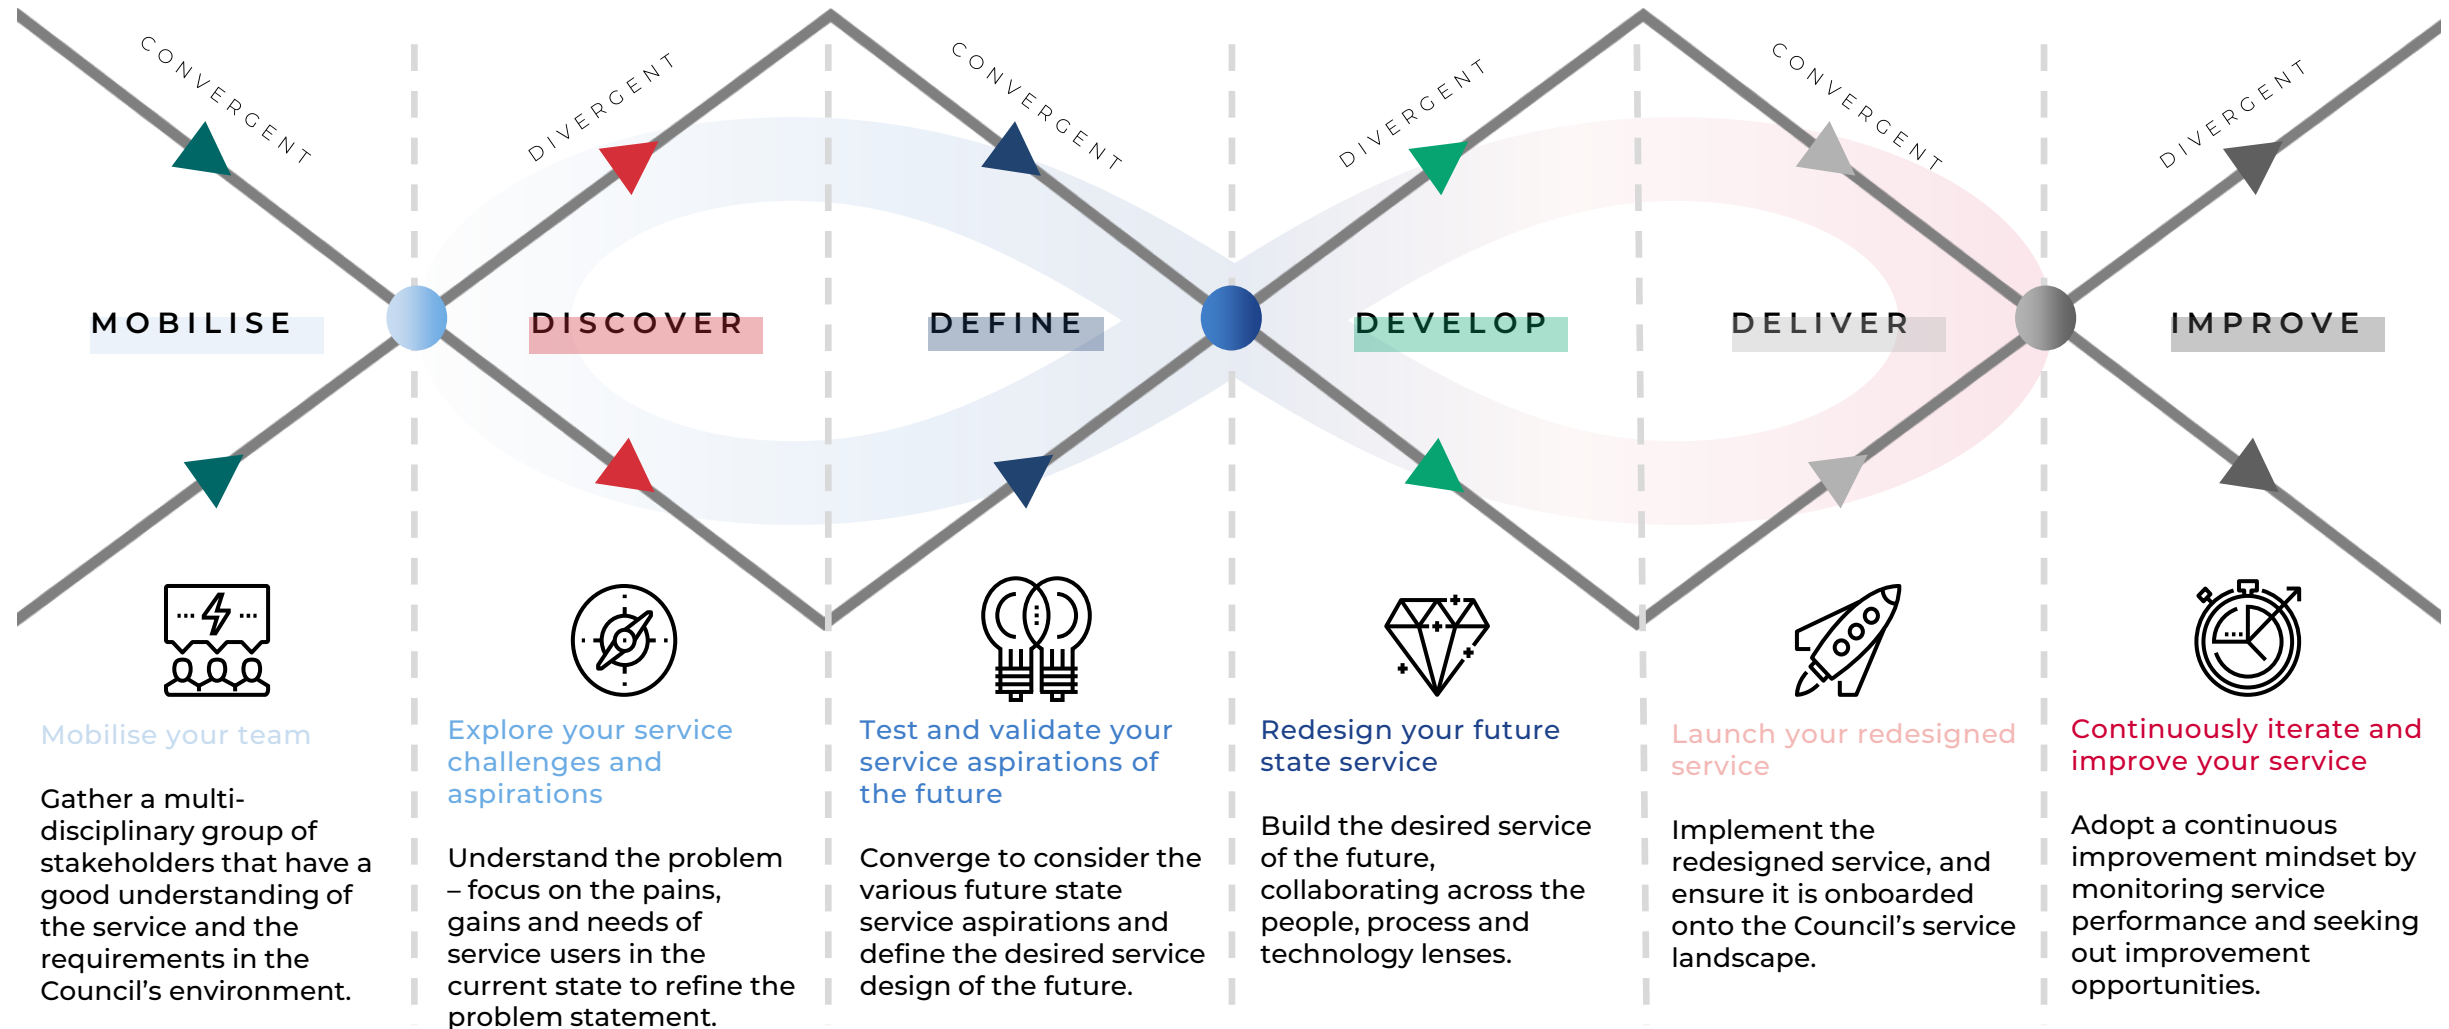 CONVERGENT
DIVERGENT
CONVERGENT
DIVERGENT
CONVERGENT
DIVERGENT
MOBILISE
DISCOVER
DEFINE
DEVELOP
DELIVER
IMPROVE
Mobilise your team
Gather a multi-
disciplinary group of
stakeholders that have a
good understanding of
the service and the
requirements in the
Council’s environment.
Explore your service
challenges and
aspirations
Understand the problem
– focus on the pains,
gains and needs of
service users in the
current state to refine the
problem statement.
Test and validate your
service aspirations of
the future
Converge to consider the
various future state
service aspirations and
define the desired service
design of the future.
Redesign your future
state service
Build the desired service
of the future,
collaborating across the
people, process and
technology lenses.
Launch your redesigned
service
Implement the
redesigned service, and
ensure it is onboarded
onto the Council’s service
landscape.
Continuously iterate and
improve your service
Adopt a continuous
improvement mindset by
monitoring service
performance and seeking
out improvement
opportunities.